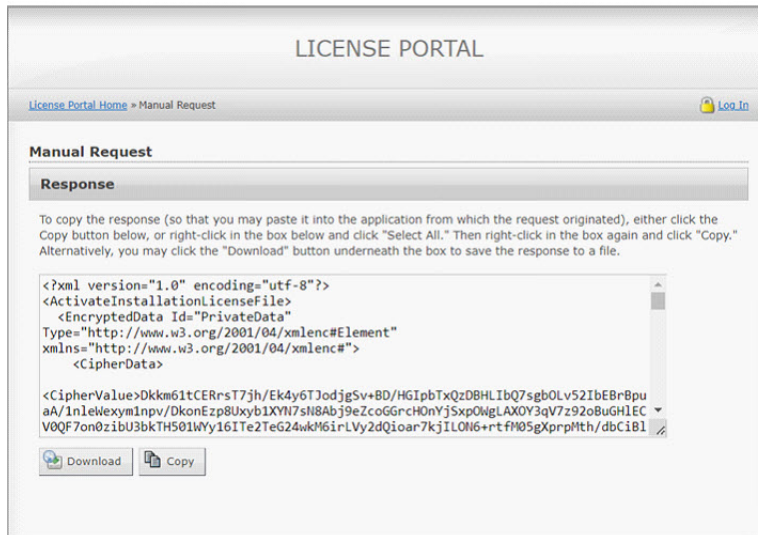 LICENSE PORTAL
License Portal Home » Manual Request
Log In
Manual Request
Response
To copy the response (so that you may paste it into the application from which the request originated), either click the
Copy button below, or right-click in the box below and click "Select All." Then right-click in the box again and click "Copy."
Alternatively, you may click the "Download" button underneath the box to save the response to a file.
<?xml version="1.0" encoding="utf-8"?>
<ActivateInstallationLicenseFile>
<EncryptedData Id="PrivateData"
Type="http://www.w3.org/2001/04/xmlenc#Element"
xmlns="http://www.w3.org/2001/04/xmlenc#">
<CipherData>
<CipherValue>Dkkm61tCERrsT7jh/Ek4y6TJodjgSv+BD/HGIpbTxQzDBHLIbQ7sgbOLv52IbEBrBpu
aA/1nleWexym1npv/DkonEzp8Uxyb1XYN7sN8Abj9eZcoGGrcHOnYjSxpOWgLAXOY3qV7z92oBuGHlEC
V0QF7on0zibU3bkTH501WYy16ITe2TeG24wkM6irLVy2dQioar7kjILON6+rtfM05gXprpMth/dbCiBl
Download
Copy